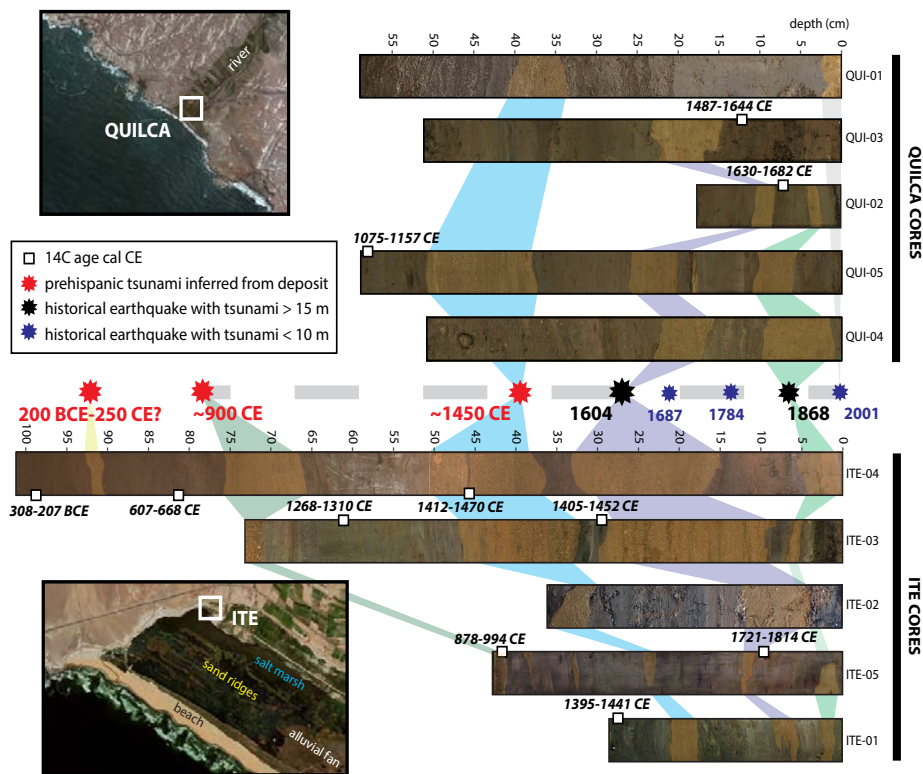 depth (cm)
55 50 45 40 35 30 25 20 15 10 5 0
river
QUILCA
QUI-01
1487-1644 CE
QUI-03
1630-1682 CE
QUI-02
1075-1157 CE
QUI-05
QUI-04
QUILCA CORES
14C age cal CE
prehispanic tsunami inferred from deposit
historical earthquake with tsunami > 15 m
historical earthquake with tsunami < 10 m
200 BCE-250 CE?
~900 CE
~1450 CE
1604
1687
1784
1868
2001
100 95 90 85 80 75 70 65 60 55 50 45 40 35 30 25 20 15 10 5 0
ITE-04
308-207 BCE
607-668 CE
1268-1310 CE
1412-1470 CE
1405-1452 CE
ITE-03
ITE-02
878-994 CE
1721-1814 CE
ITE-05
1395-1441 CE
ITE-01
ITE CORES
ITE
salt marsh
sand ridges
beach
alluvial fan